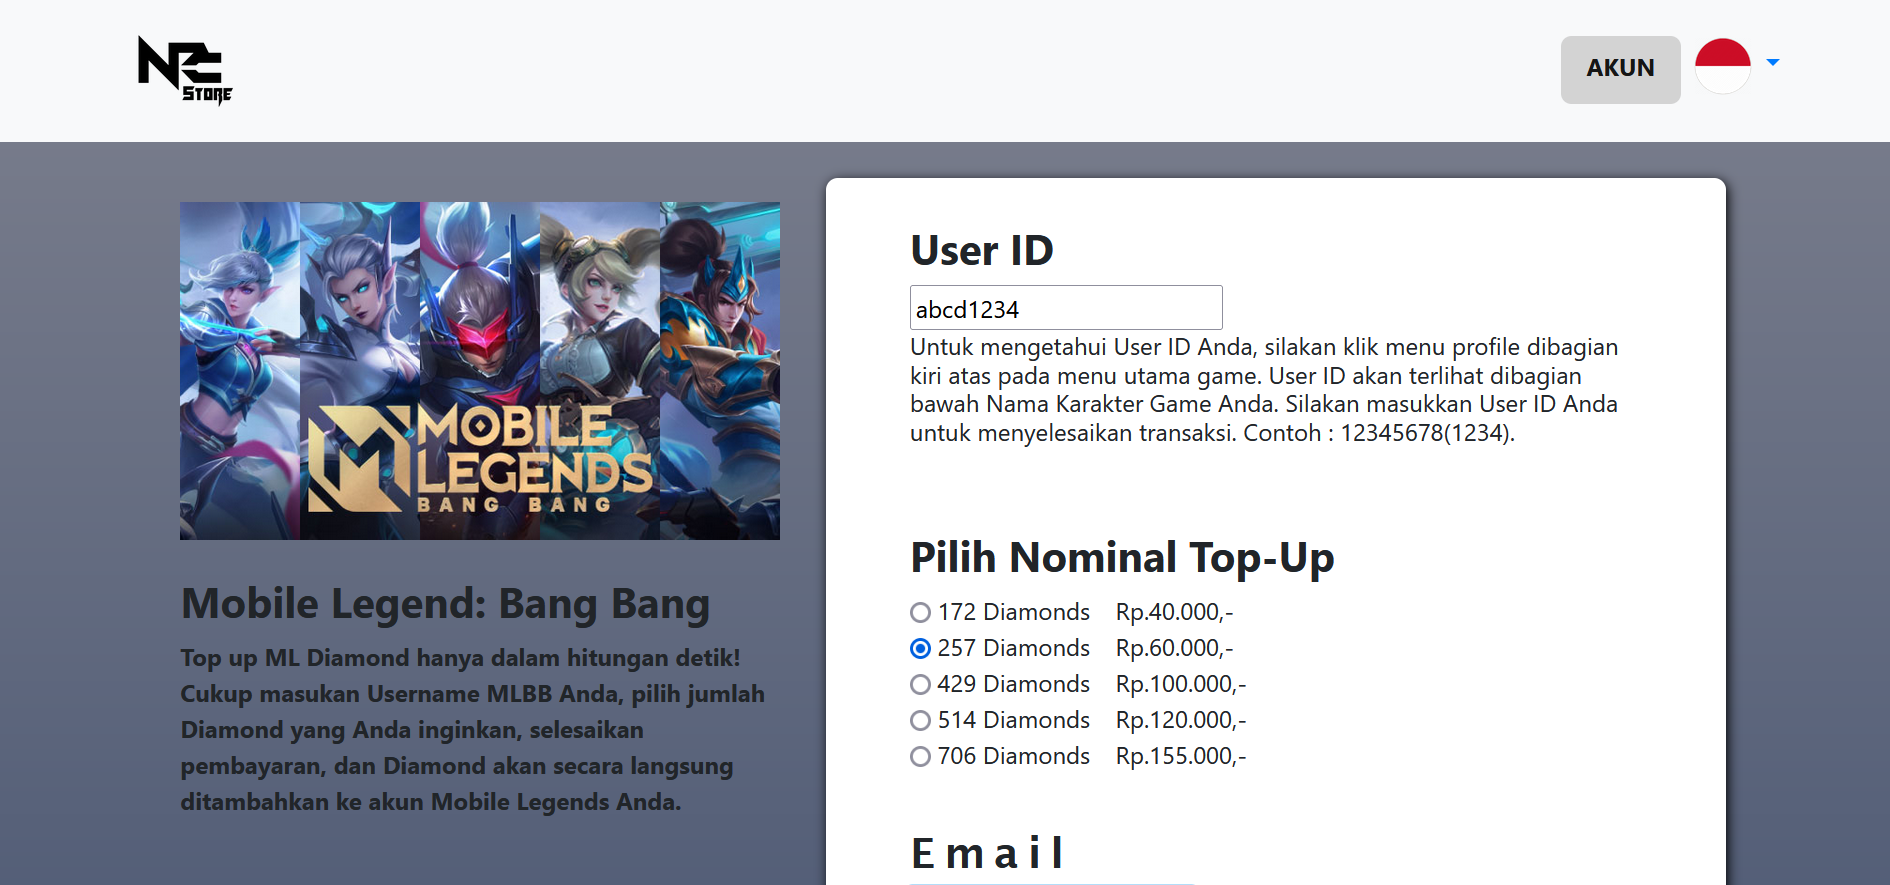 NRC
STORE
AKUN
MOBILE
LEGENDS
BANG BANG
Mobile Legend: Bang Bang
Top up ML Diamond hanya dalam hitungan detik!
Cukup masukan Username MLBB Anda, pilih jumlah
Diamond yang Anda inginkan, selesaikan
pembayaran, dan Diamond akan secara langsung
ditambahkan ke akun Mobile Legends Anda.
User ID
abcd1234
Untuk mengetahui User ID Anda, silakan klik menu profile dibagian
kiri atas pada menu utama game. User ID akan terlihat dibagian
bawah Nama Karakter Game Anda. Silakan masukkan User ID Anda
untuk menyelesaikan transaksi. Contoh : 12345678(1234).
Pilih Nominal Top-Up
172 Diamonds Rp.40.000,-
257 Diamonds Rp.60.000,-
429 Diamonds Rp.100.000,-
514 Diamonds Rp.120.000,-
706 Diamonds Rp.155.000,-
Email